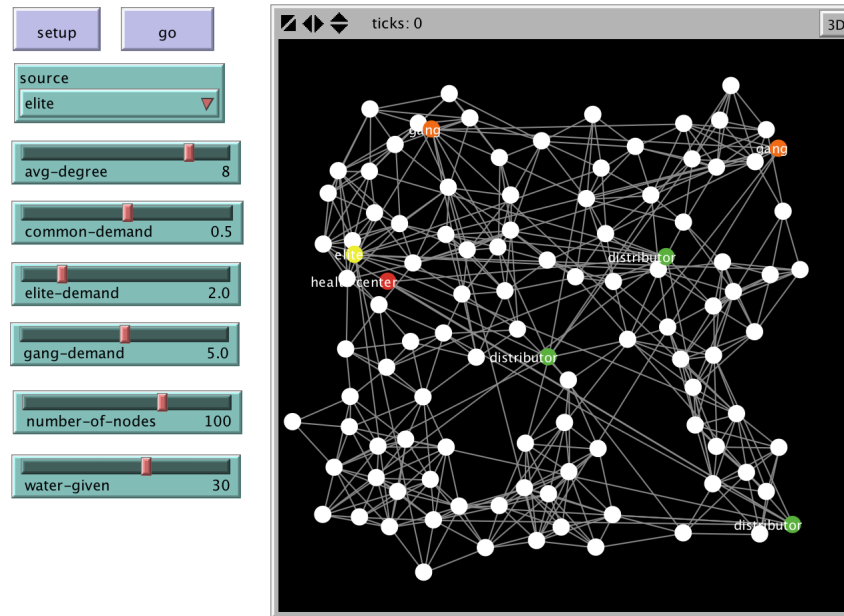 setup
go
source
elite
avg-degree 8
common-demand 0.5
elite-demand 2.0
gang-demand 5.0
number-of-nodes 100
water-given 30
ticks: 0
3D
gang
gang
elite
distributor
health-center
distributor
distributor